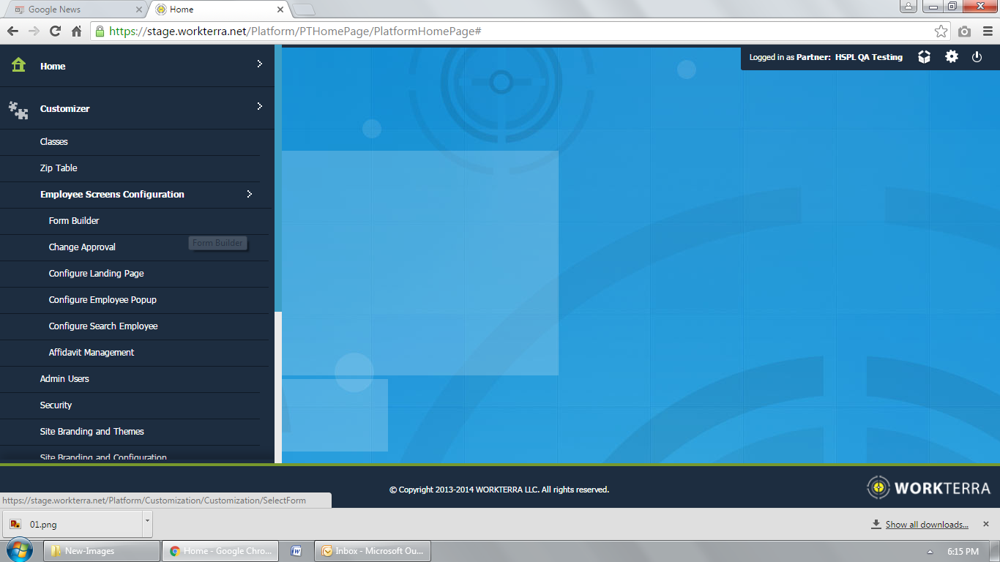 Google News
Home
https://stage.workterra.net/Platform/PTHomePage/PlatformHomePage#
Logged in as Partner: HSPL QA Testing
Home
Customizer
Classes
Zip Table
Employee Screens Configuration
Form Builder
Form Builder
Change Approval
Configure Landing Page
Configure Employee Popup
Configure Search Employee
Affidavit Management
Admin Users
Security
Site Branding and Themes
Site Branding and Configuration
© Copyright 2013-2014 WORKTERRA LLC. All rights reserved.
WORKTERRA
https://stage.workterra.net/Platform/Customization/Customization/SelectForm
01.png
Show all downloads...
New-Images
Home - Google Chro...
Inbox - Microsoft Ou...
6:15 PM